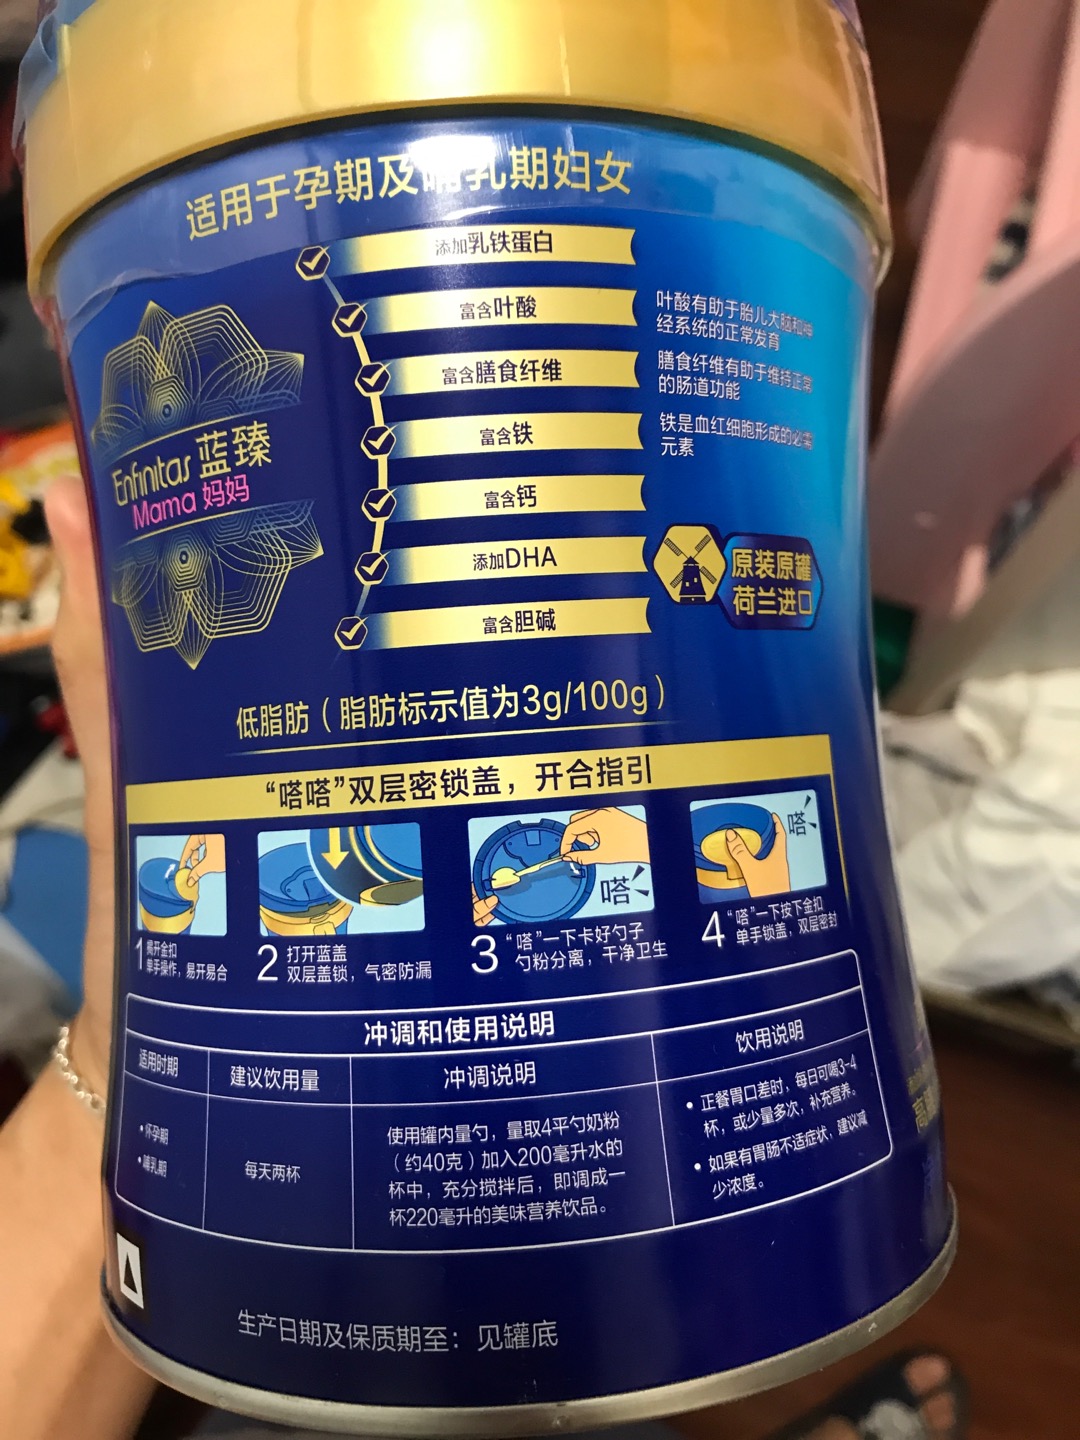 适用于孕期及哺乳期妇女
添加乳铁蛋白
富含叶酸
富含膳食纤维
富含铁
富含钙
添加DHA
富含胆碱
叶酸有助于胎儿大脑和神
经系统的正常发育
膳食纤维有助于维持正常
的肠道功能
铁是血红细胞形成的必需
元素
Enfinitas 蓝臻
Mama 妈妈
原装原罐
荷兰进口
低脂肪（脂肪标示值为3g/100g）
“嗒嗒”双层密锁盖，开合指引
嗒
嗒
1 揭开金扣
单手操作，易开易合
2 打开蓝盖
双层盖锁，气密防漏
3 “嗒”一下卡好勺子
勺粉分离，干净卫生
4 “嗒”一下按下金扣
单手锁盖，双层密封
冲调和使用说明
适用时期
建议饮用量
冲调说明
饮用说明
•怀孕期
•哺乳期
每天两杯
使用罐内量勺，量取4平勺奶粉
（约40克）加入200毫升水的
杯中，充分搅拌后，即调成一
杯220毫升的美味营养饮品。
• 正餐胃口差时，每日可喝3-4
杯，或少量多次，补充营养。
• 如果有胃肠不适症状，建议减
少浓度。
生产日期及保质期至：见罐底